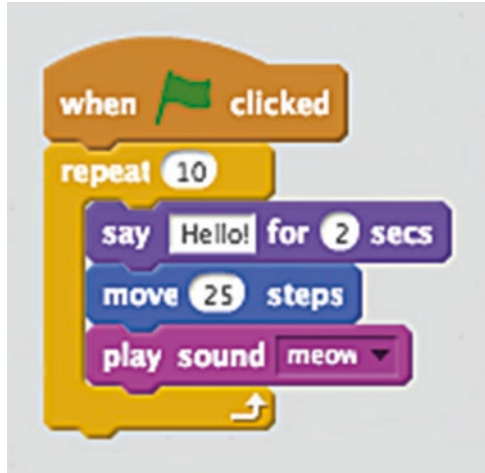 when clicked
repeat 10
say Hello! for 2 secs
move 25 steps
play sound meow